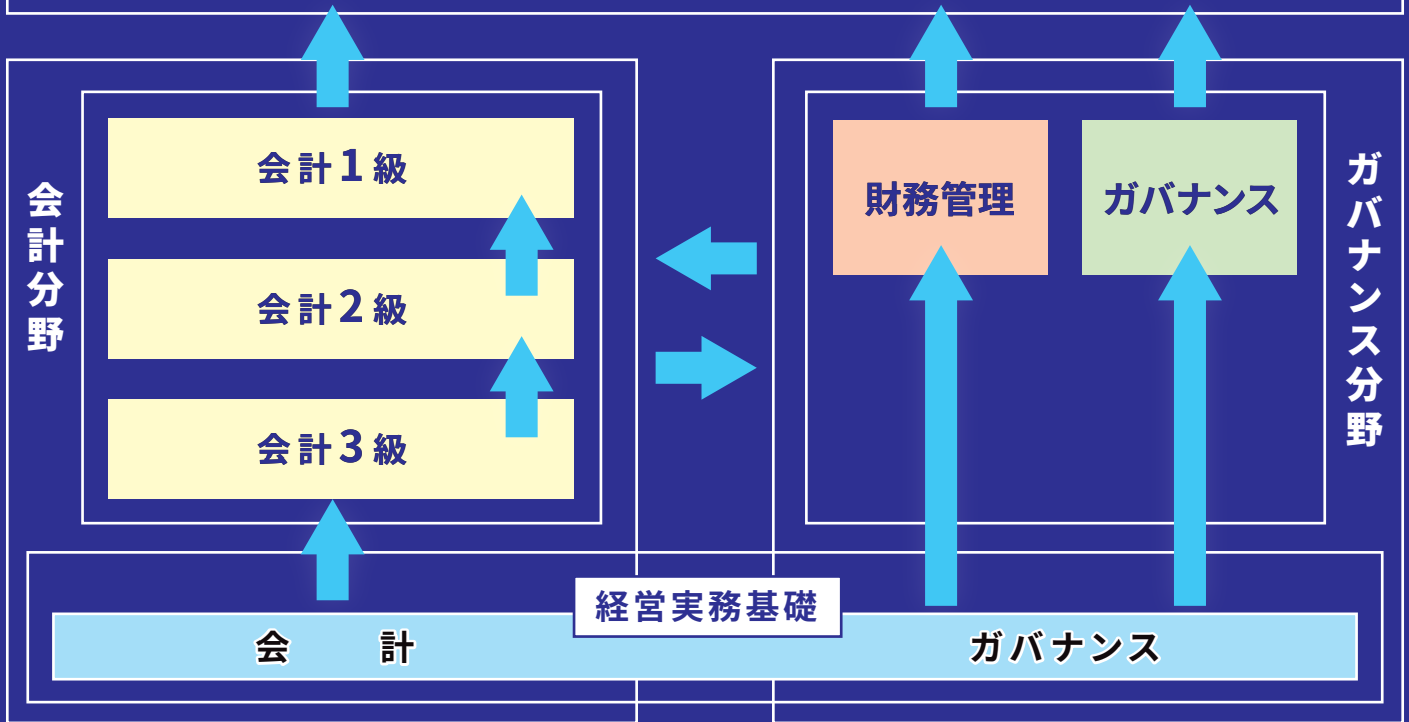 会計分野
会計1級
会計2級
会計3級
財務管理
ガバナンス
ガバナンス分野
経営実務基礎
会計
ガバナンス